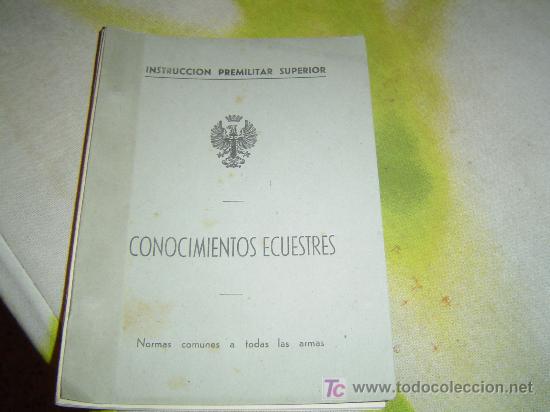 INSTRUCCION PREMILITAR SUPERIOR
CONOCIMIENTOS ECUESTRES
Normas comunes a todas las armas
TC www.todocoleccion.net